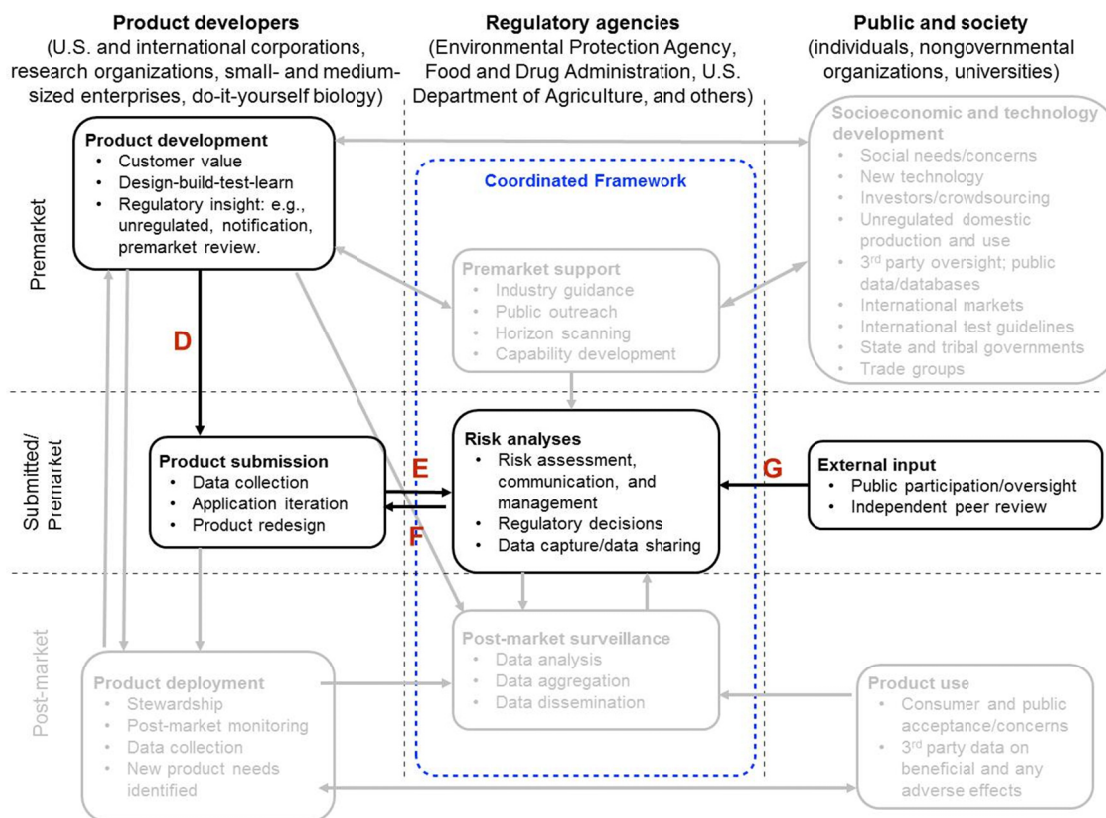 Product developers
(U.S. and international corporations,
research organizations, small- and medium-
sized enterprises, do-it-yourself biology)
Regulatory agencies
(Environmental Protection Agency,
Food and Drug Administration, U.S.
Department of Agriculture, and others)
Public and society
(individuals, nongovernmental
organizations, universities)
Premarket
Product development
• Customer value
• Design-build-test-learn
• Regulatory insight: e.g.,
unregulated, notification,
premarket review.
Coordinated Framework
Premarket support
• Industry guidance
• Public outreach
• Horizon scanning
• Capability development
Socioeconomic and technology
development
• Social needs/concerns
• New technology
• Investors/crowdsourcing
• Unregulated domestic
production and use
• 3rd party oversight; public
data/databases
• International markets
• International test guidelines
• State and tribal governments
• Trade groups
D
Submitted/
Premarket
Product submission
• Data collection
• Application iteration
• Product redesign
E
F
Risk analyses
• Risk assessment,
communication, and
management
• Regulatory decisions
• Data capture/data sharing
G
External input
• Public participation/oversight
• Independent peer review
Post-market
Product deployment
• Stewardship
• Post-market monitoring
• Data collection
• New product needs
identified
Post-market surveillance
• Data analysis
• Data aggregation
• Data dissemination
Product use
• Consumer and public
acceptance/concerns
• 3rd party data on
beneficial and any
adverse effects